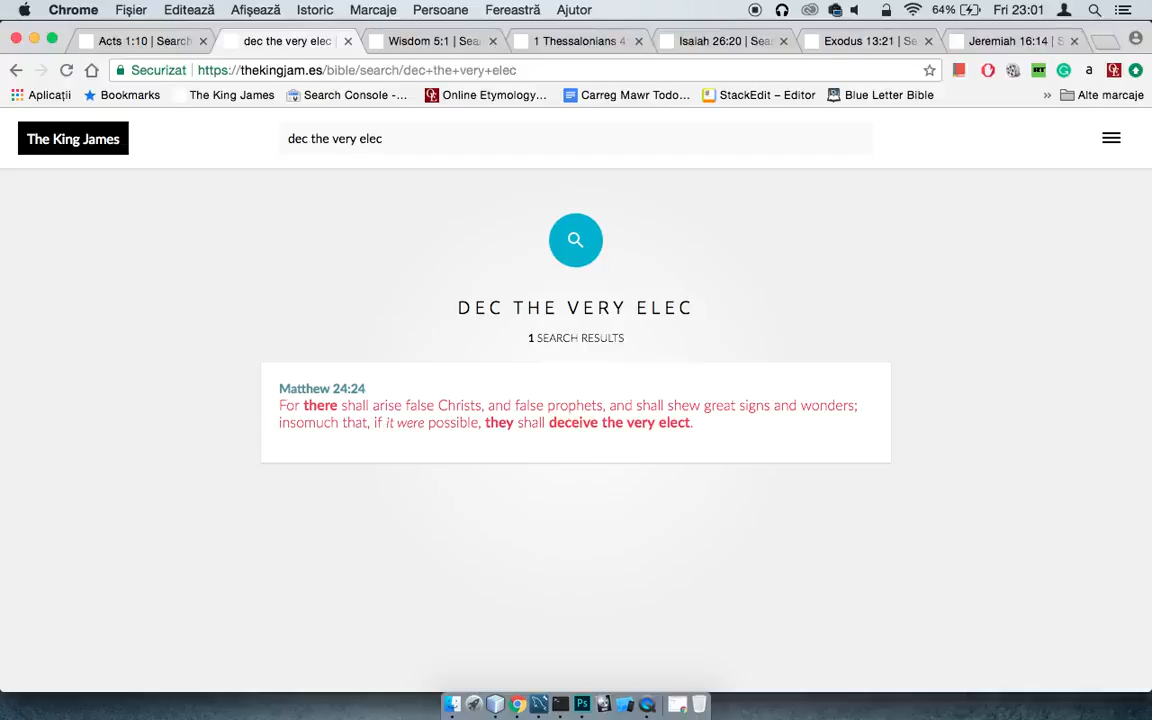 Chrome Fișier Editează Afișează Istoric Marcaje Persoane Fereastră Ajutor 64% Fri 23:01
Acts 1:10 | Search dec the very elec | Wisdom 5:1 | Sea 1 Thessalonians 4 Isaiah 26:20 | Sea Exodus 13:21 | Se Jeremiah 16:14 | S
Securizat https://thekingjam.es/bible/search/dec+the+very+elec
Aplicații Bookmarks The King James Search Console -... Online Etymology... Carreg Mawr Todo... StackEdit – Editor Blue Letter Bible » Alte marcaje
The King James dec the very elec
DEC THE VERY ELEC
1 SEARCH RESULTS
Matthew 24:24
For there shall arise false Christs, and false prophets, and shall shew great signs and wonders;
insomuch that, if it were possible, they shall deceive the very elect.